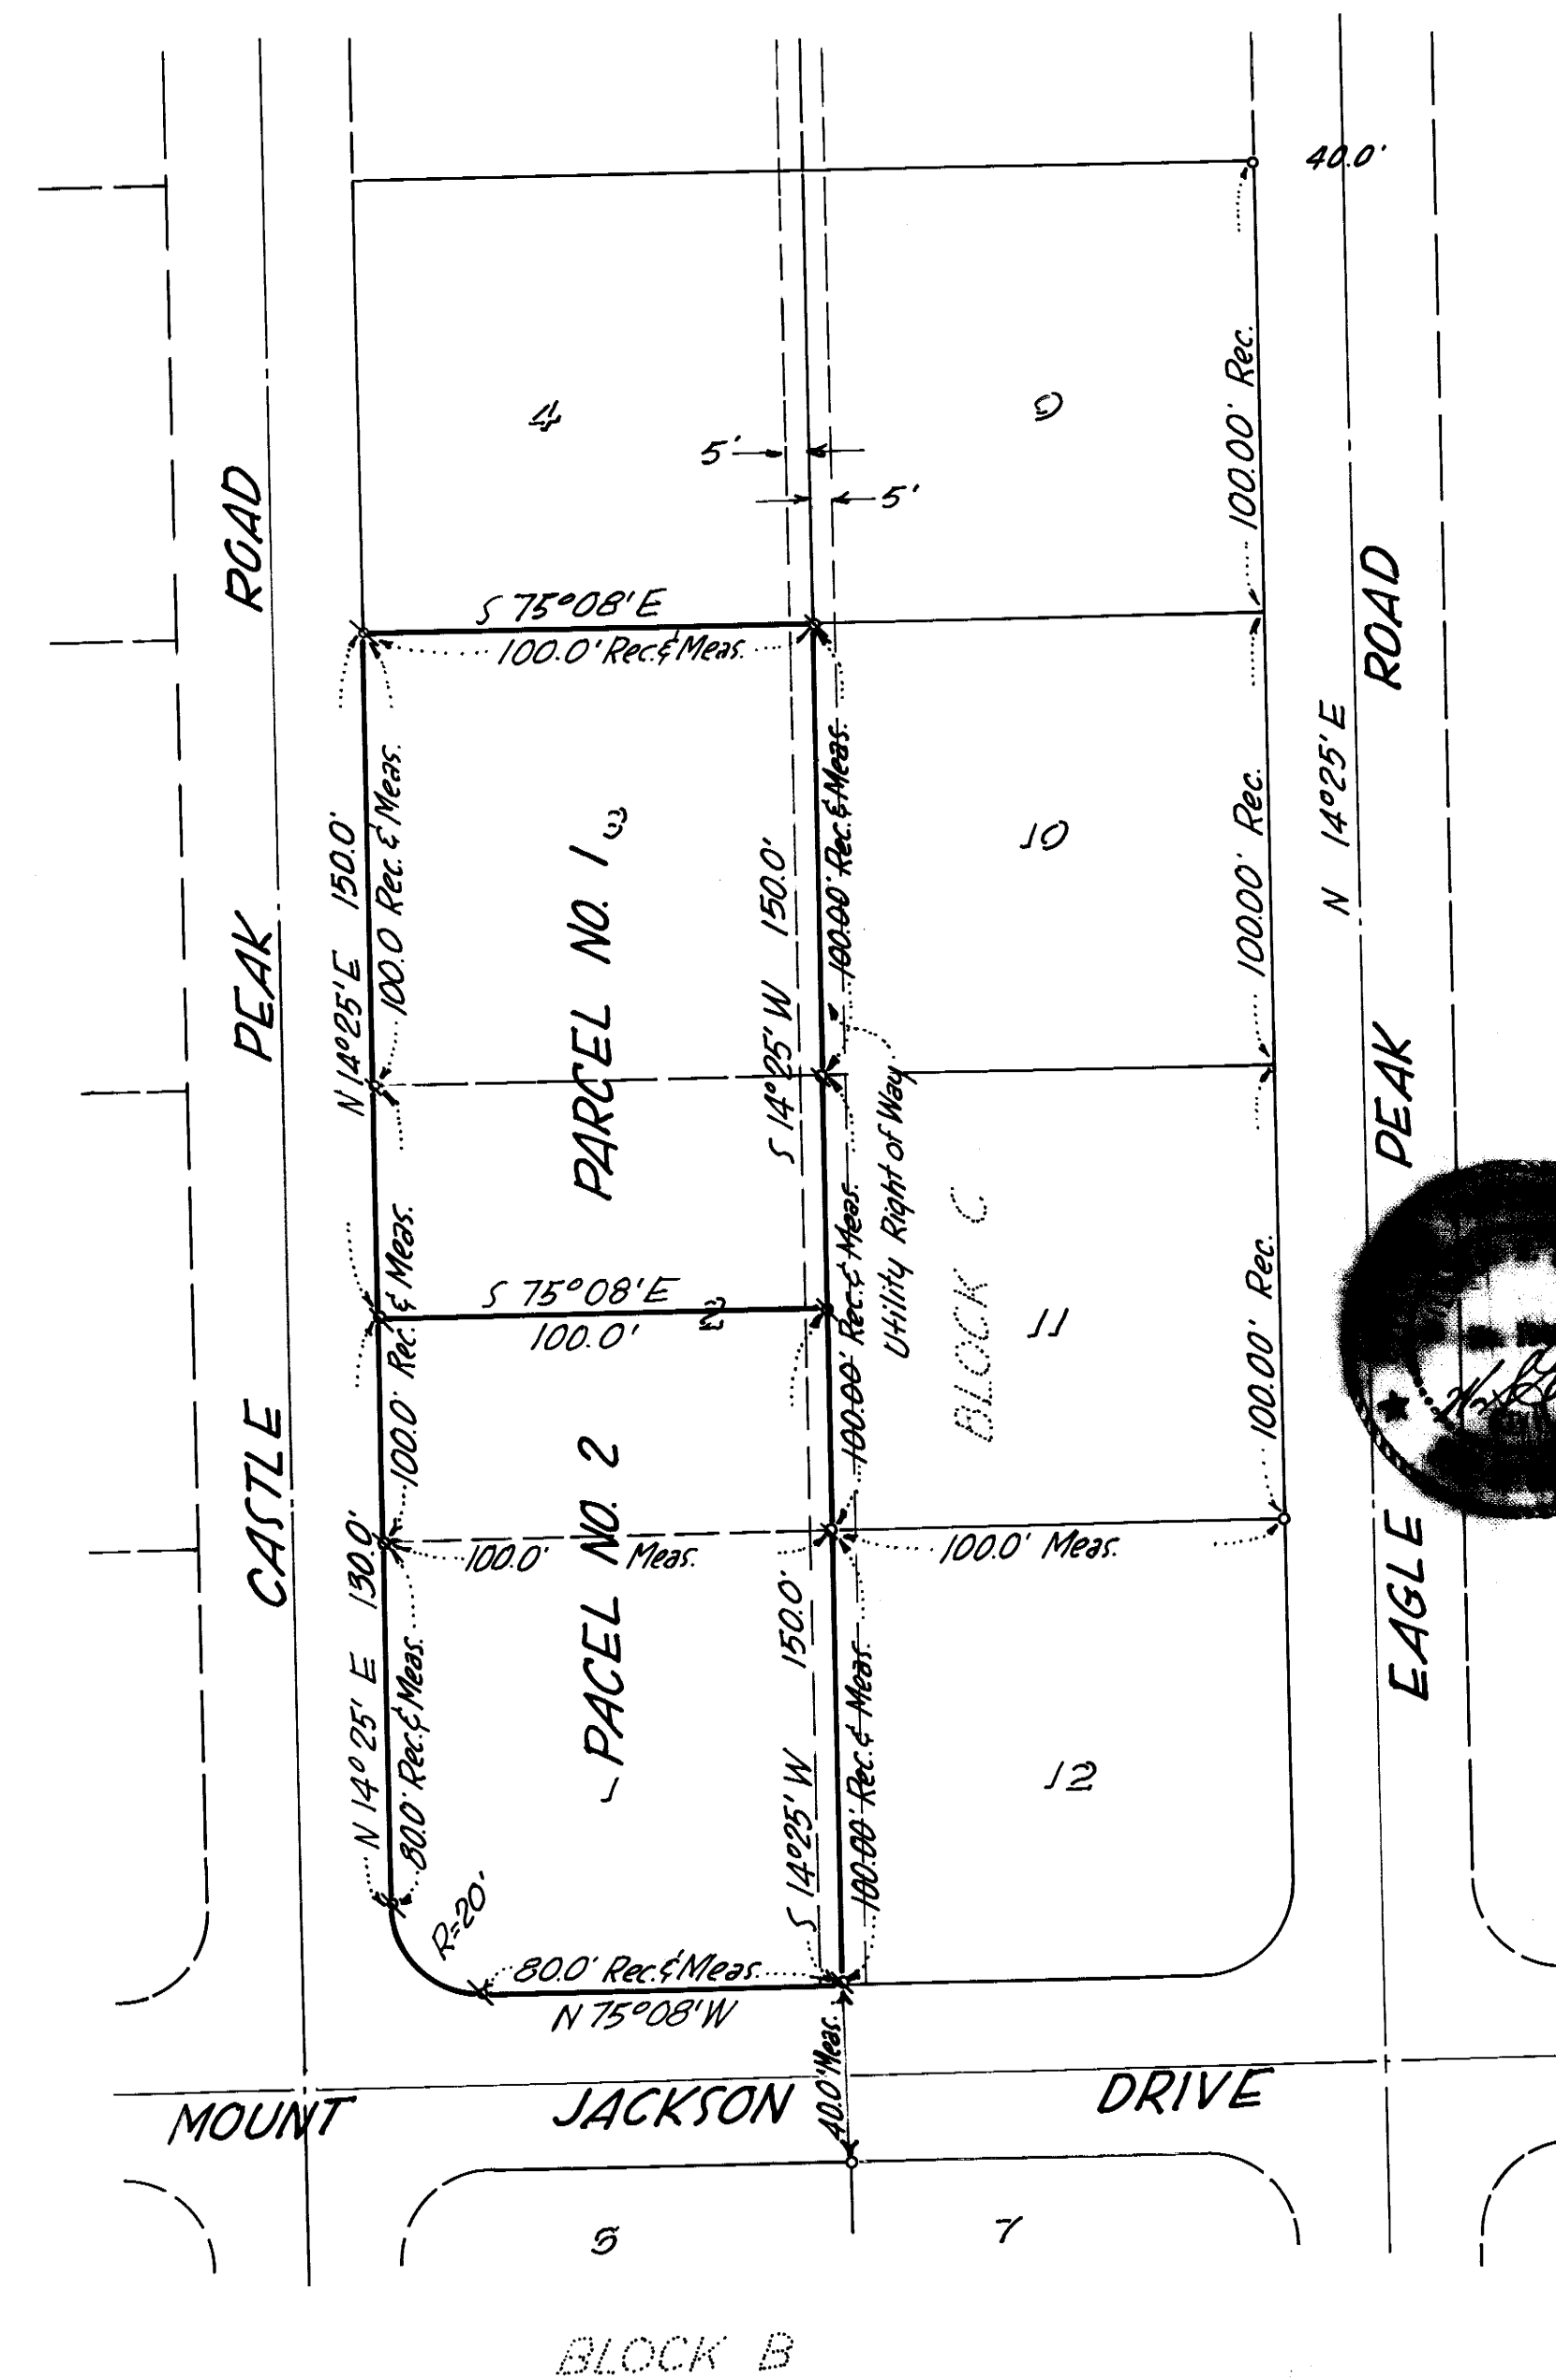 40.0'
4
9
5'
5'
100.00' Rec.
ROAD
S 75°08'E
100.0' Rec. & Meas.
ROAD
N 14°25'E 150.0'
100.0 Rec. & Meas.
PARCEL NO. 1
3
S 14°25' W 150.0'
100.00' Rec. & Meas.
10
100.00' Rec.
N 14°25' E
PEAK
PEAK
Utility Right of Way
BLOCK C
100.0' Rec. & Meas.
S 75°08'E
100.0'
2
100.00' Rec. & Meas.
11
100.00' Rec.
CASTLE
EAGLE
100.0' Meas.
100.0' Meas.
N 14°25' E 130.0'
80.0' Rec. & Meas.
PACEL NO. 2
1
S 14°25' W 150.0'
100.00' Rec. & Meas.
12
R=20'
80.0' Rec. & Meas.
N 75°08'W
40.0' Meas.
MOUNT JACKSON DRIVE
5
7
BLOCK B